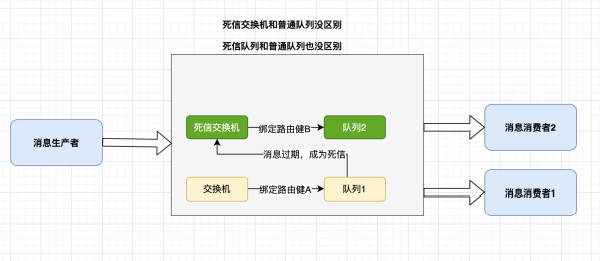 死信交换机和普通队列没区别
死信队列和普通队列也没区别
消息生产者
死信交换机
绑定路由健B
队列2
消息过期，成为死信
交换机
绑定路由健A
队列1
消息消费者2
消息消费者1